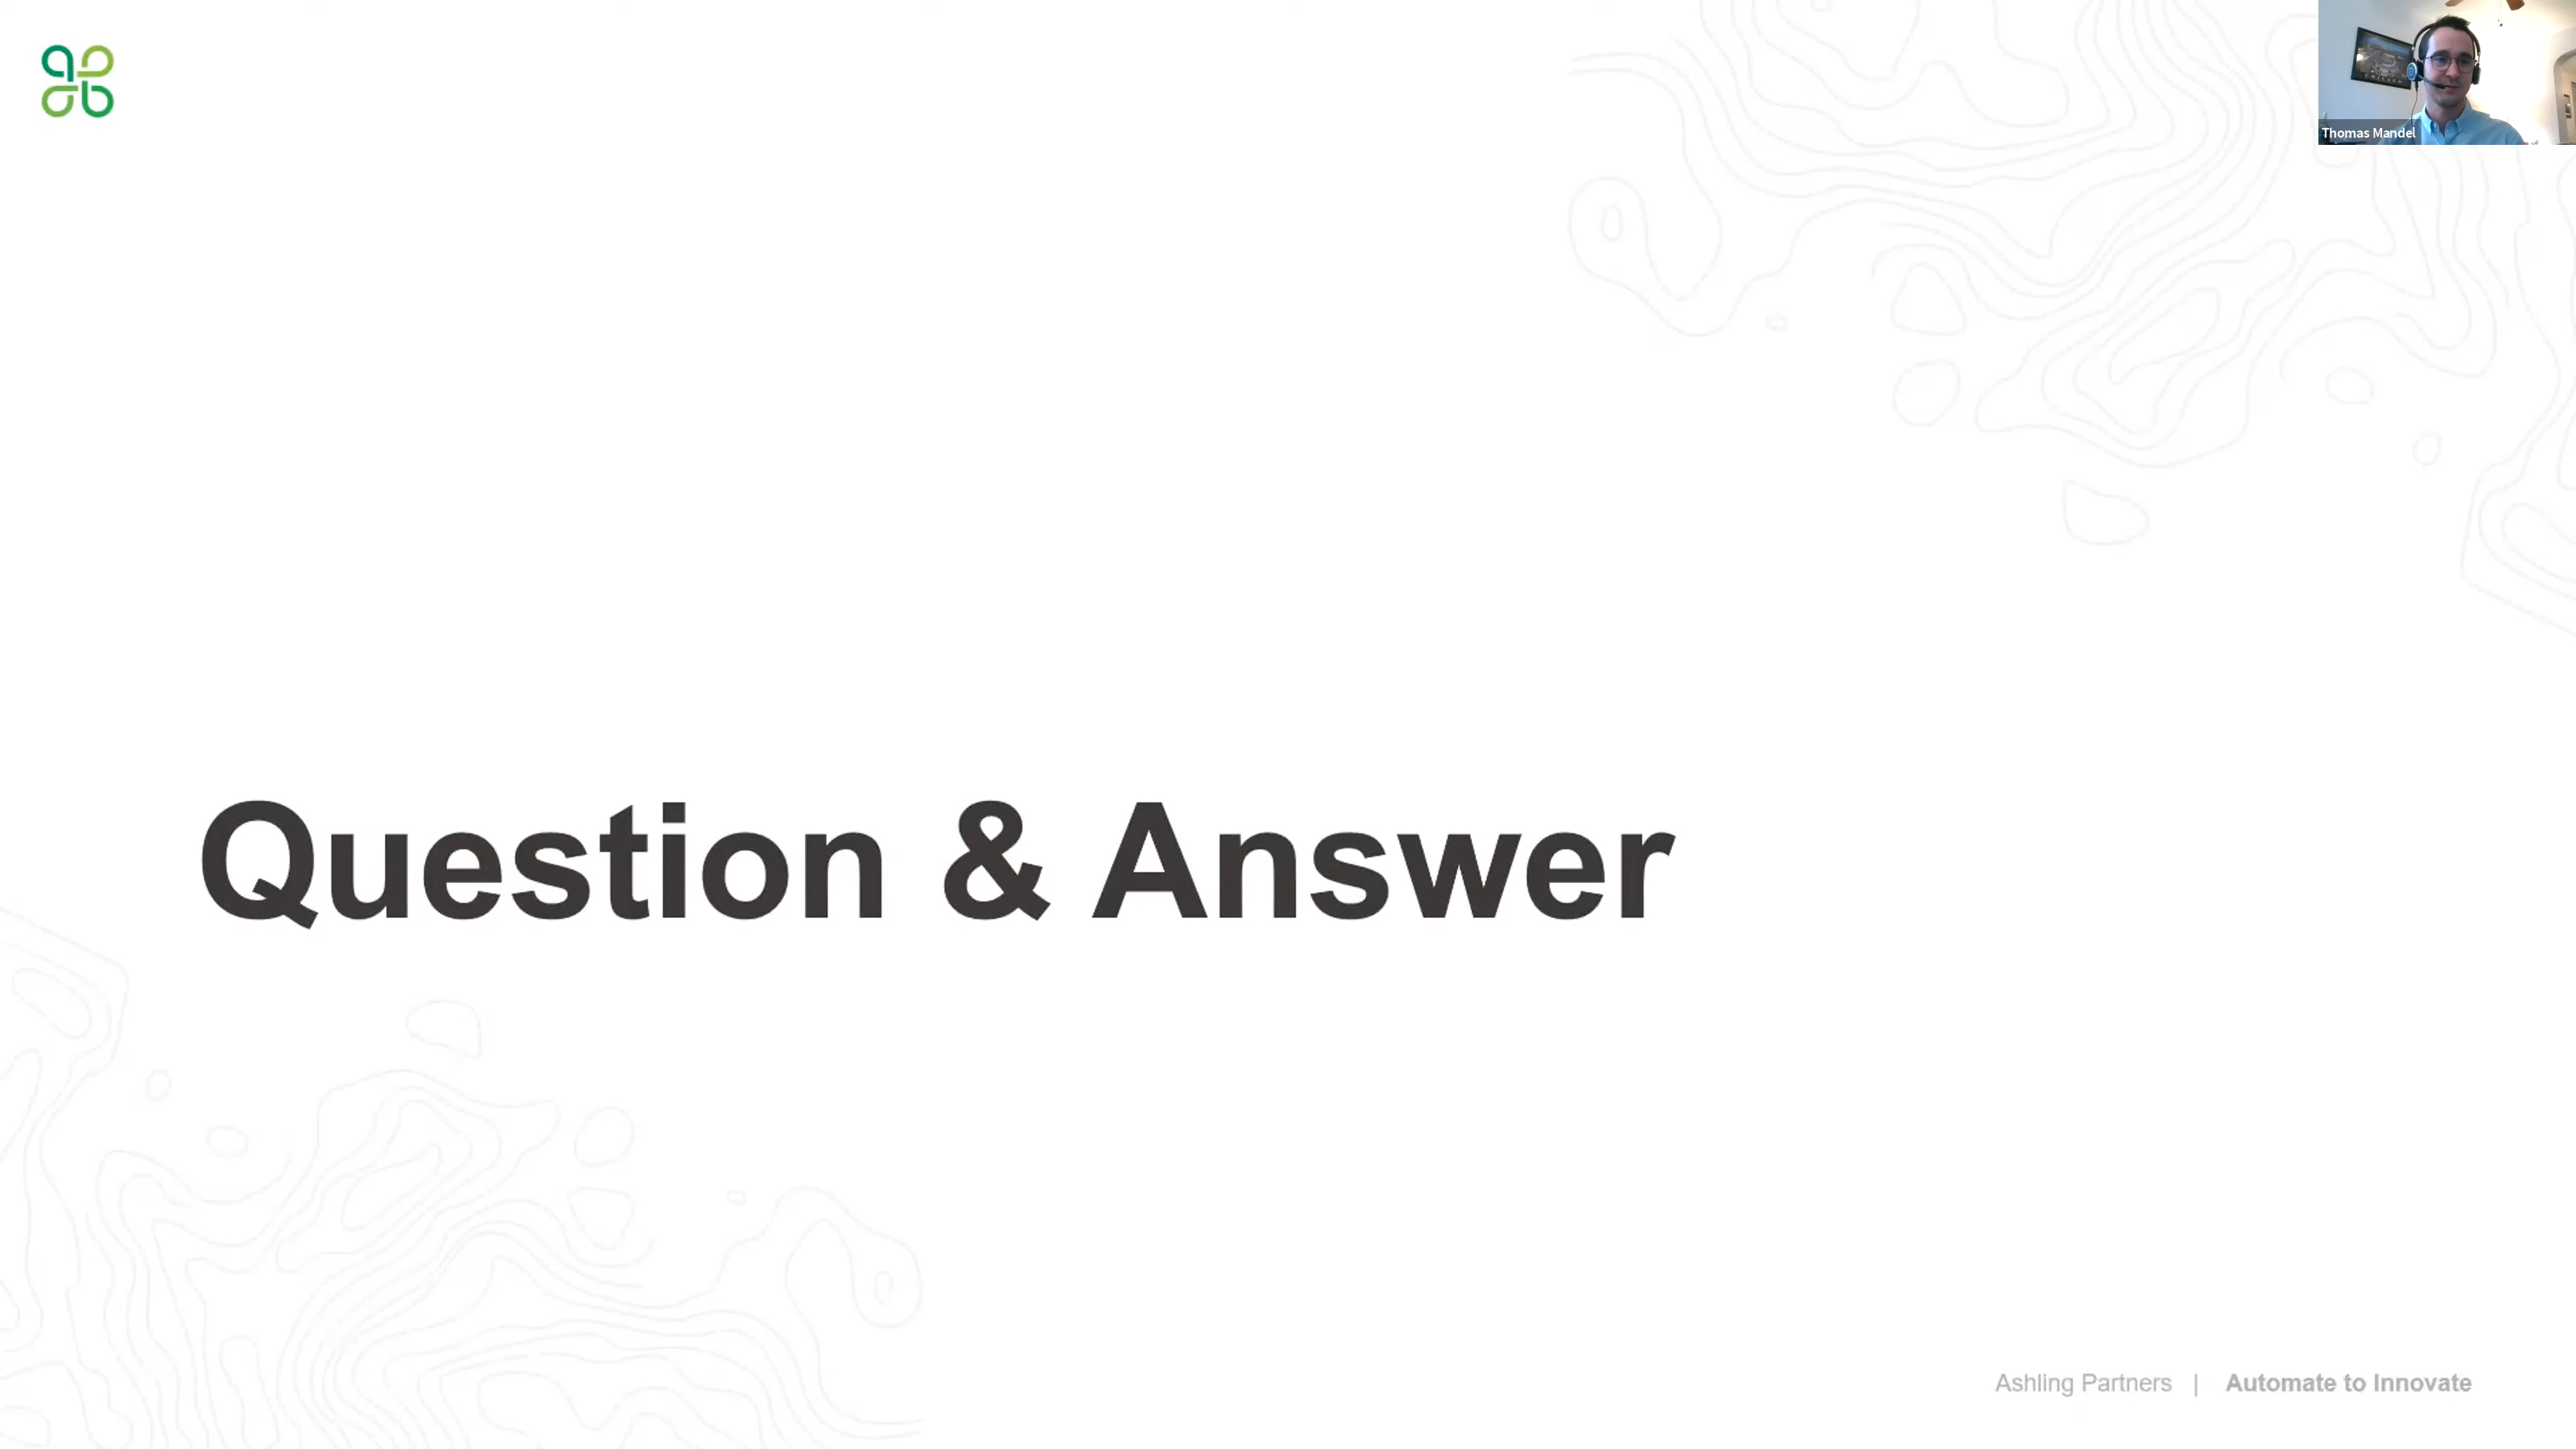 Thomas Mandel
Question & Answer
Ashling Partners | Automate to Innovate